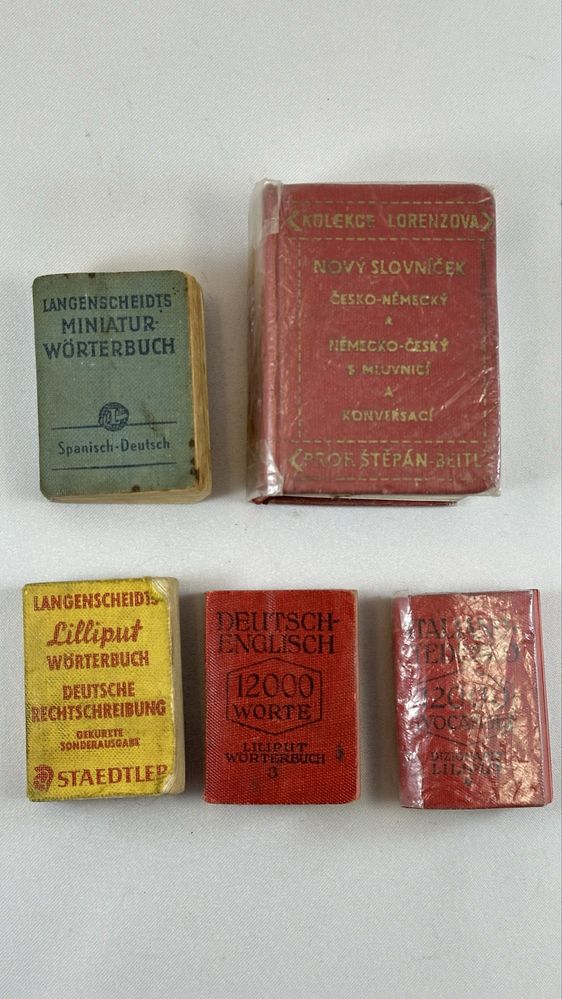 LANGENSCHEIDTS
MINIATUR-
WÖRTERBUCH
Spanisch-Deutsch
KOLEKCE LORENZOVA
NOVÝ SLOVNÍČEK
ČESKO-NĚMECKÝ
A
NĚMECKO-ČESKÝ
S MLUVNICÍ
A
KONVERSACÍ
PROF. ŠTĚPÁN-BEITL
LANGENSCHEIDTS
Lilliput
WÖRTERBUCH
DEUTSCHE
RECHTSCHREIBUNG
GEKÜRZTE
SONDERAUSGABE
STAEDTLER
DEUTSCH-
ENGLISCH
12000
WORTE
LILIPUT
WÖRTERBUCH
3